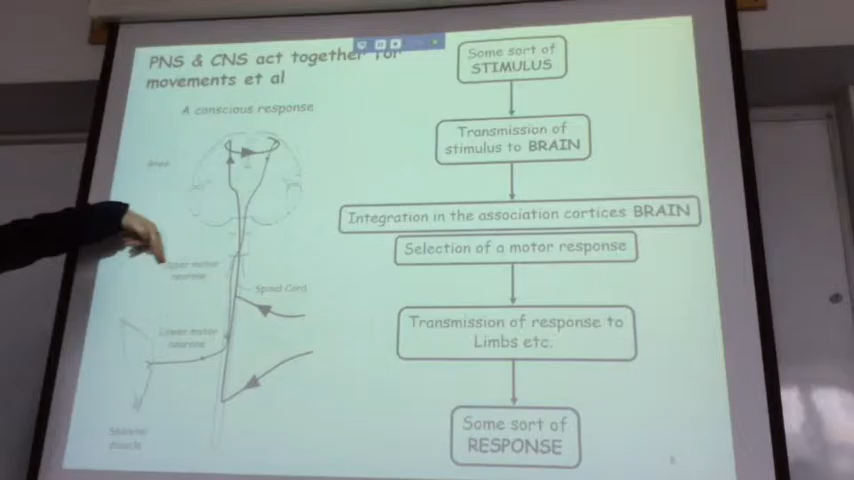 PNS & CNS act together for
movements et al
A conscious response
Brain
Upper motor
neurone
Spinal Cord
Lower motor
neurone
Skeletal
muscle
Some sort of
STIMULUS
Transmission of
stimulus to BRAIN
Integration in the association cortices BRAIN
Selection of a motor response
Transmission of response to
Limbs etc.
Some sort of
RESPONSE